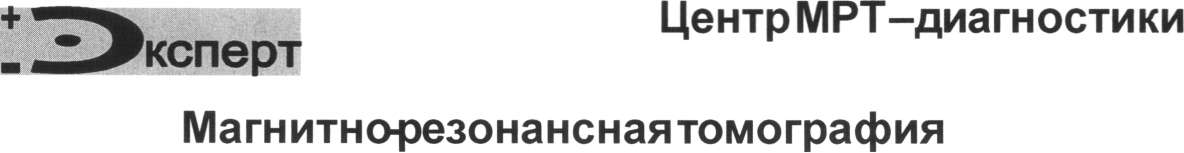 Эксперт
Центр МРТ–диагностики
Магнитно-резонансная томография